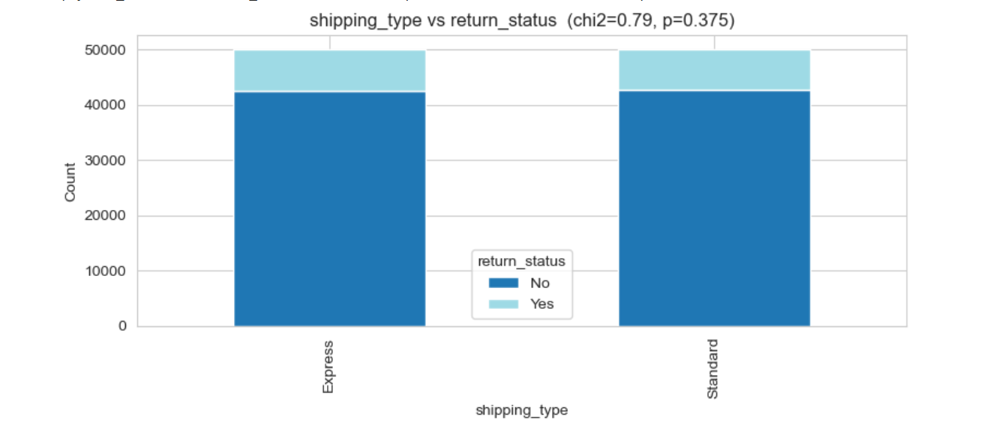 shipping_type vs return_status (chi2=0.79, p=0.375)
50000
40000
30000
20000
10000
0
Count
return_status
No
Yes
Express
Standard
shipping_type